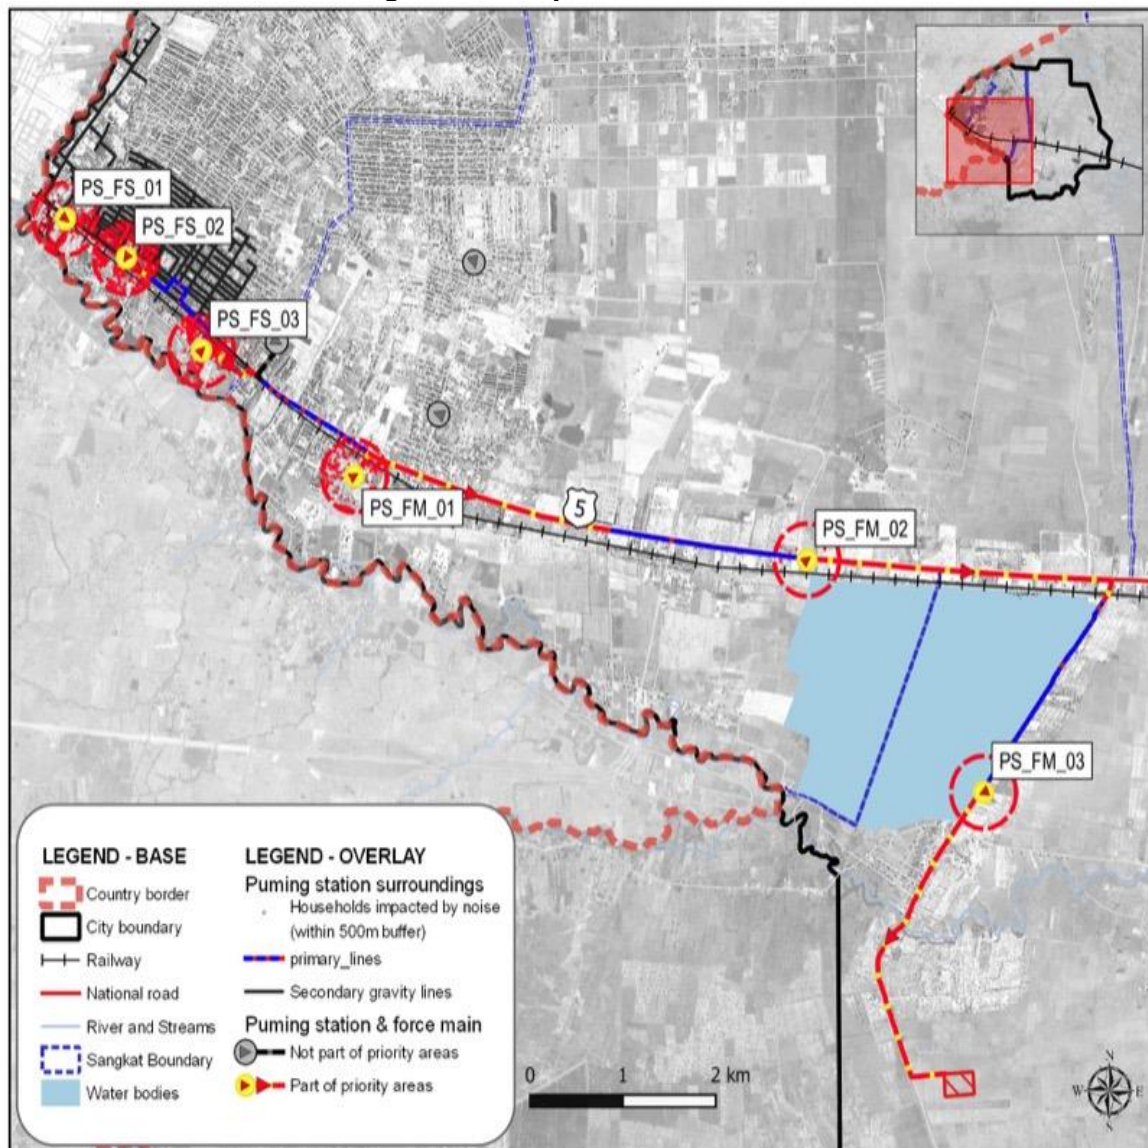 PS_FS_01
PS_FS_02
PS_FS_03
PS_FM_01
5
PS_FM_02
PS_FM_03
LEGEND - BASE
Country border
City boundary
Railway
National road
River and Streams
Sangkat Boundary
Water bodies
LEGEND - OVERLAY
Puming station surroundings
Households impacted by noise
(within 500m buffer)
primary_lines
Secondary gravity lines
Puming station & force main
Not part of priority areas
Part of priority areas
0 1 2 km
N
W E
S